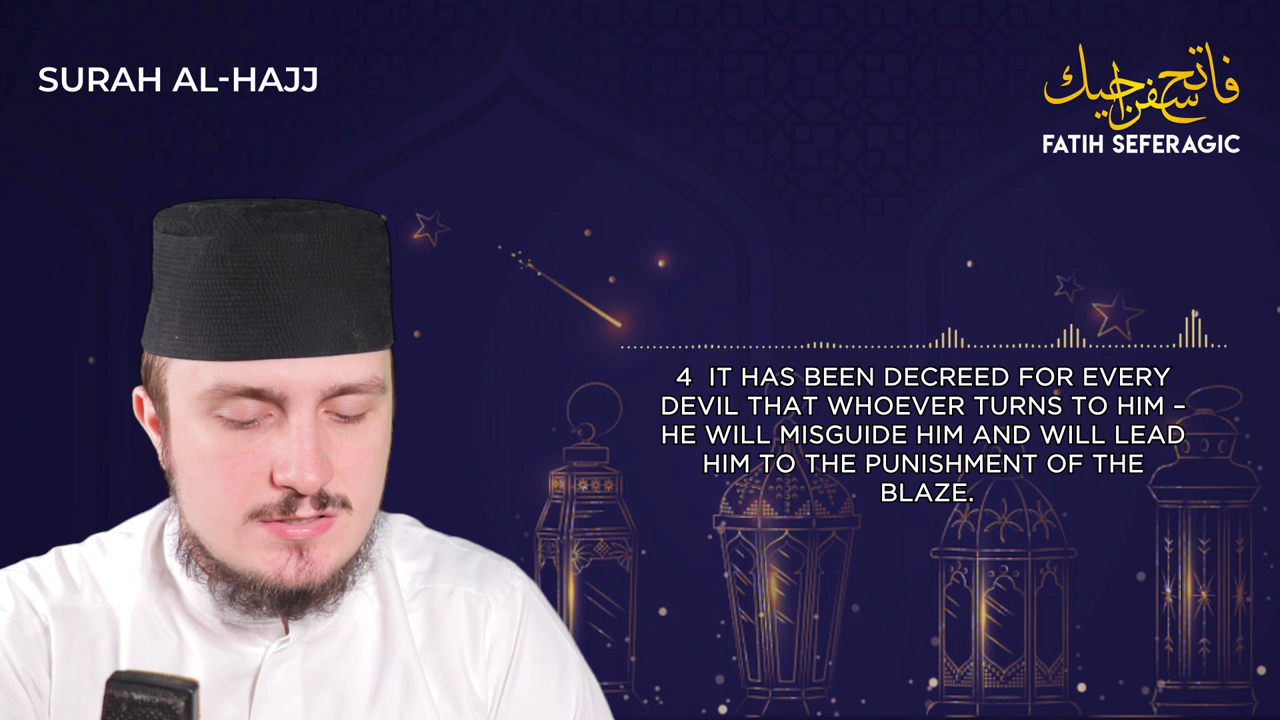 SURAH AL-HAJJ
فاتح سفراجيك
FATIH SEFERAGIC
4  IT HAS BEEN DECREED FOR EVERY
DEVIL THAT WHOEVER TURNS TO HIM –
HE WILL MISGUIDE HIM AND WILL LEAD
HIM TO THE PUNISHMENT OF THE
BLAZE.